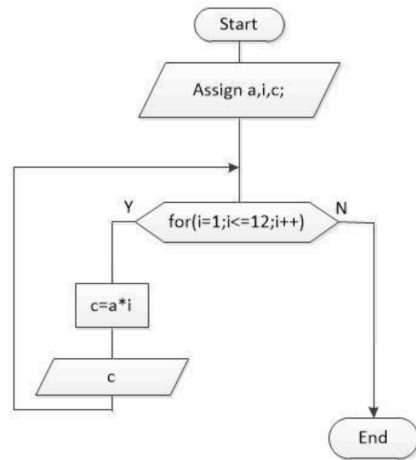 Start
Assign a,i,c;
Y
for(i=1;i<=12;i++)
N
c=a*i
c
End